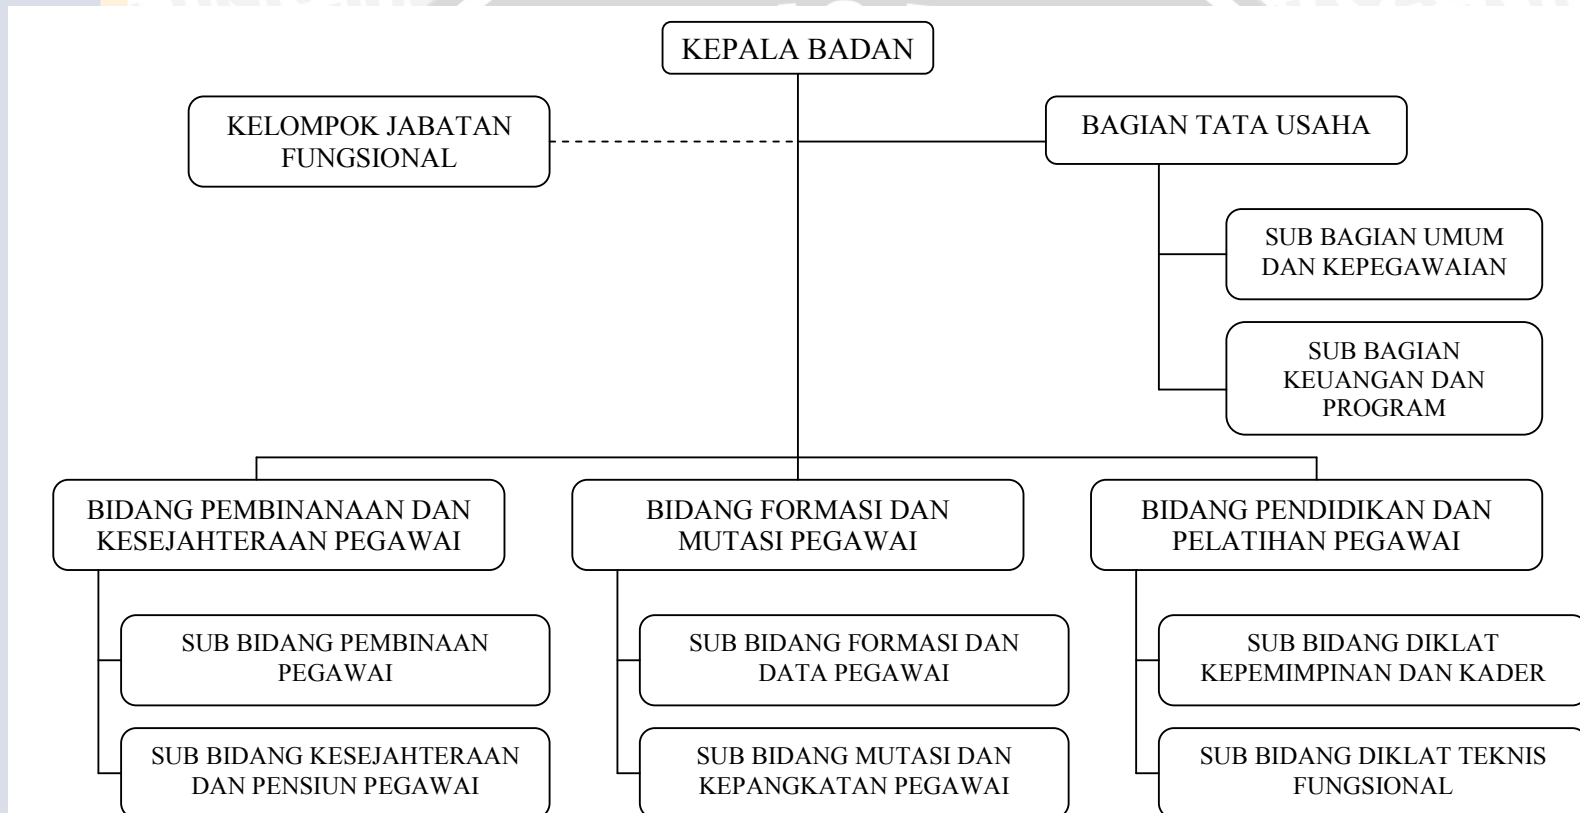 KEPALA BADAN
KELOMPOK JABATAN
FUNGSIONAL
BAGIAN TATA USAHA
SUB BAGIAN UMUM
DAN KEPEGAWAIAN
SUB BAGIAN
KEUANGAN DAN
PROGRAM
BIDANG PEMBINANAAN DAN
KESEJAHTERAAN PEGAWAI
BIDANG FORMASI DAN
MUTASI PEGAWAI
BIDANG PENDIDIKAN DAN
PELATIHAN PEGAWAI
SUB BIDANG PEMBINAAN
PEGAWAI
SUB BIDANG FORMASI DAN
DATA PEGAWAI
SUB BIDANG DIKLAT
KEPEMIMPINAN DAN KADER
SUB BIDANG KESEJAHTERAAN
DAN PENSIUN PEGAWAI
SUB BIDANG MUTASI DAN
KEPANGKATAN PEGAWAI
SUB BIDANG DIKLAT TEKNIS
FUNGSIONAL